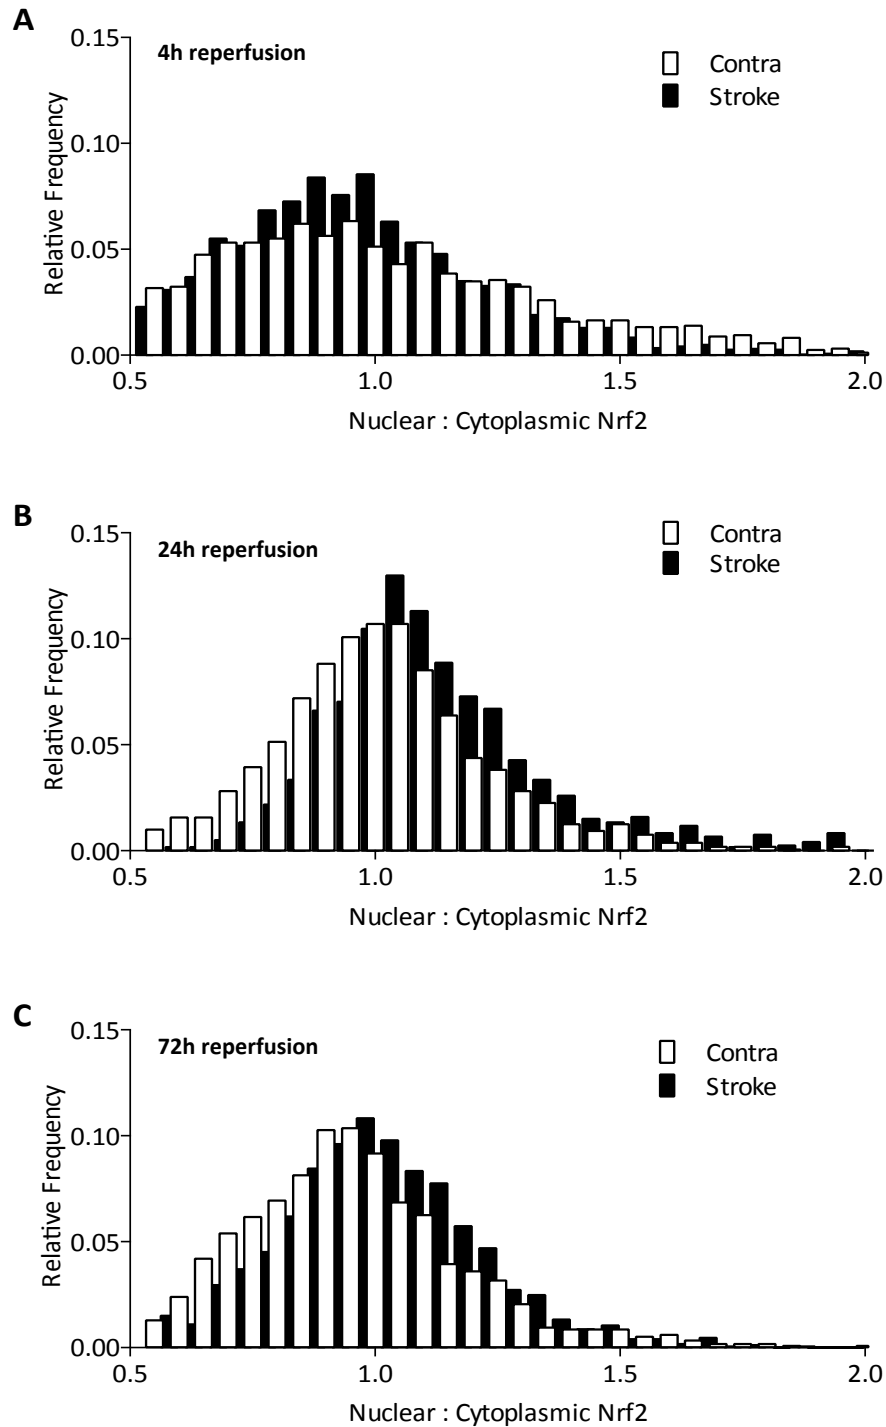 A
0.15
4h reperfusion
Contra
Stroke
0.10
0.05
0.00
Relative Frequency
0.5
1.0
1.5
2.0
Nuclear : Cytoplasmic Nrf2
B
0.15
24h reperfusion
Contra
Stroke
0.10
0.05
0.00
Relative Frequency
0.5
1.0
1.5
2.0
Nuclear : Cytoplasmic Nrf2
C
0.15
72h reperfusion
Contra
Stroke
0.10
0.05
0.00
Relative Frequency
0.5
1.0
1.5
2.0
Nuclear : Cytoplasmic Nrf2